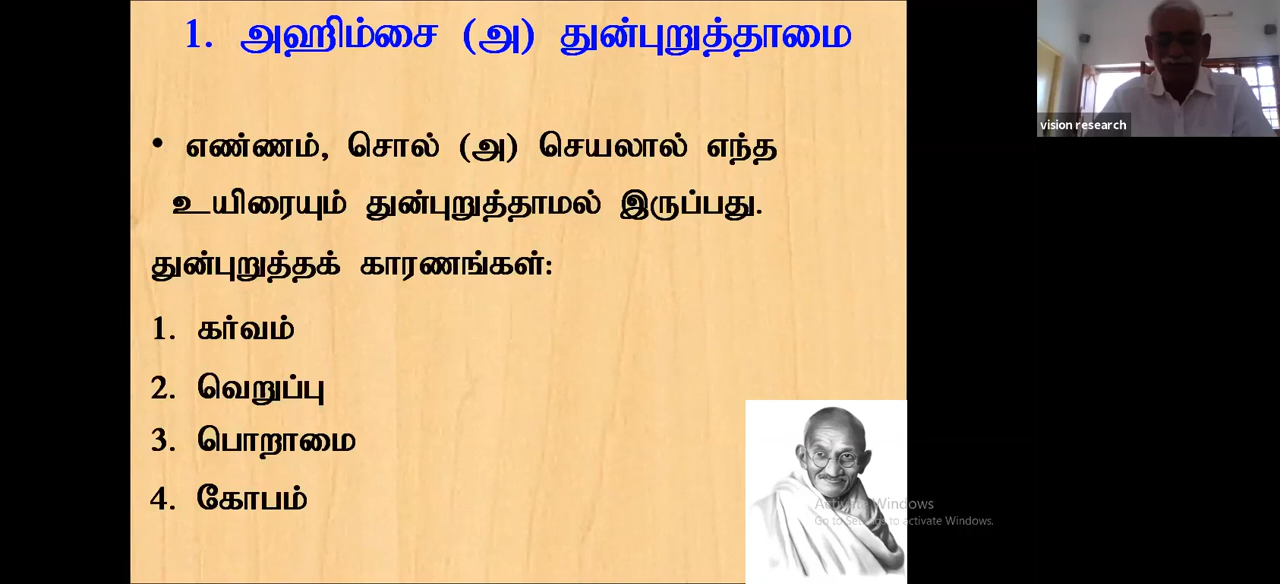 1. அஹிம்சை (அ) துன்புறுத்தாமை
• எண்ணம், சொல் (அ) செயலால் எந்த
உயிரையும் துன்புறுத்தாமல் இருப்பது.
துன்புறுத்தக் காரணங்கள்:
1. கர்வம்
2. வெறுப்பு
3. பொறாமை
4. கோபம்
vision research
Activate Windows
Go to Settings to activate Windows.